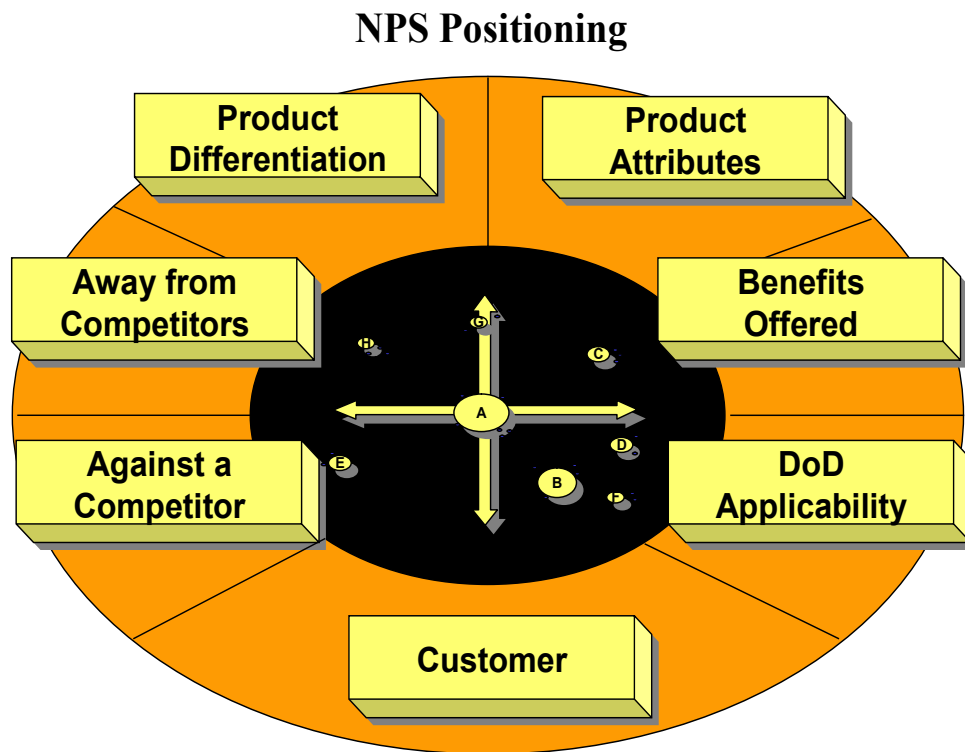 NPS Positioning
Product
Differentiation
Product
Attributes
Away from
Competitors
Benefits
Offered
G
H
C
A
D
E
B
F
Against a
Competitor
DoD
Applicability
Customer